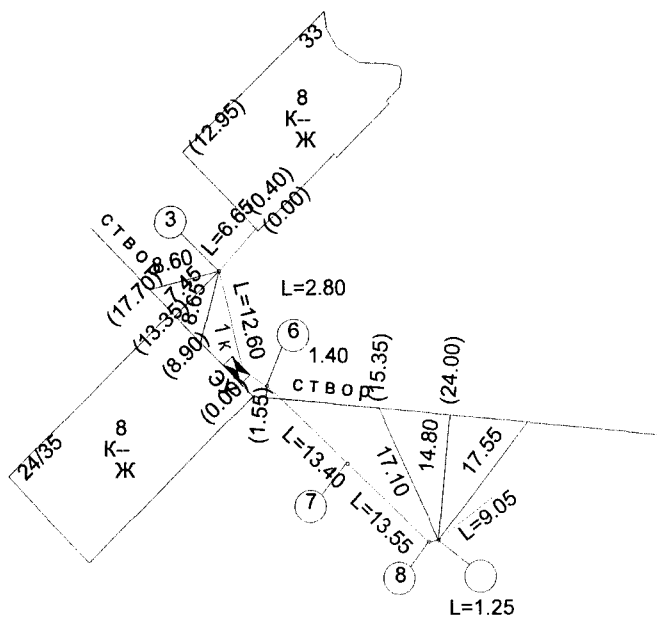 33
8
К--
Ж
(12.95)
(0.40)
(0.00)
L=6.65
3
СТВОР
8.60
7.45
8.65
(17.70)
(13.35)
(8.90)
L=12.60
1 к
L=2.80
6
1.40
СТВОР
(15.35)
(24.00)
(0.00)
(1.55)
24/35
8
К--
Ж
L=13.40
7
17.10
14.80
17.55
L=13.55
L=9.05
8
L=1.25